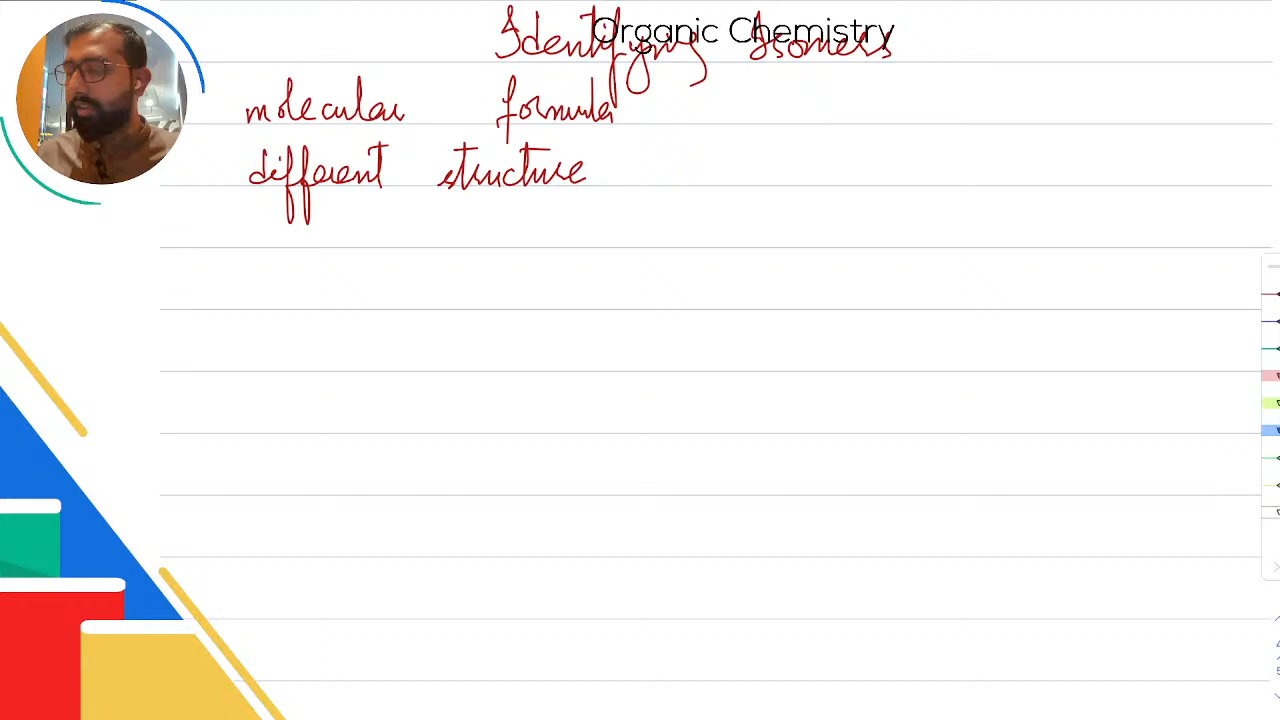 Organic Chemistry
Identifying Isomers
molecular formula
different structure